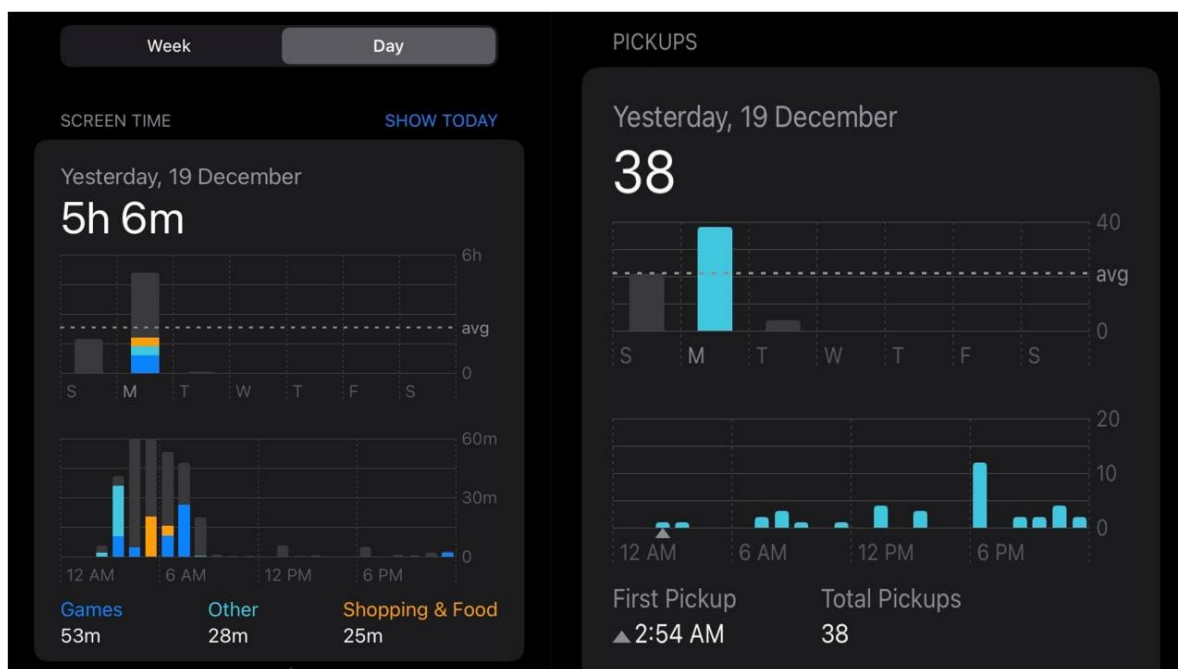 Week Day
SCREEN TIME SHOW TODAY
Yesterday, 19 December
5h 6m
6h
avg
0
S M T W T F S
60m
30m
0
12 AM 6 AM 12 PM 6 PM
Games Other Shopping & Food
53m 28m 25m
PICKUPS
Yesterday, 19 December
38
40
avg
0
S M T W T F S
20
10
0
12 AM 6 AM 12 PM 6 PM
First Pickup Total Pickups
2:54 AM 38